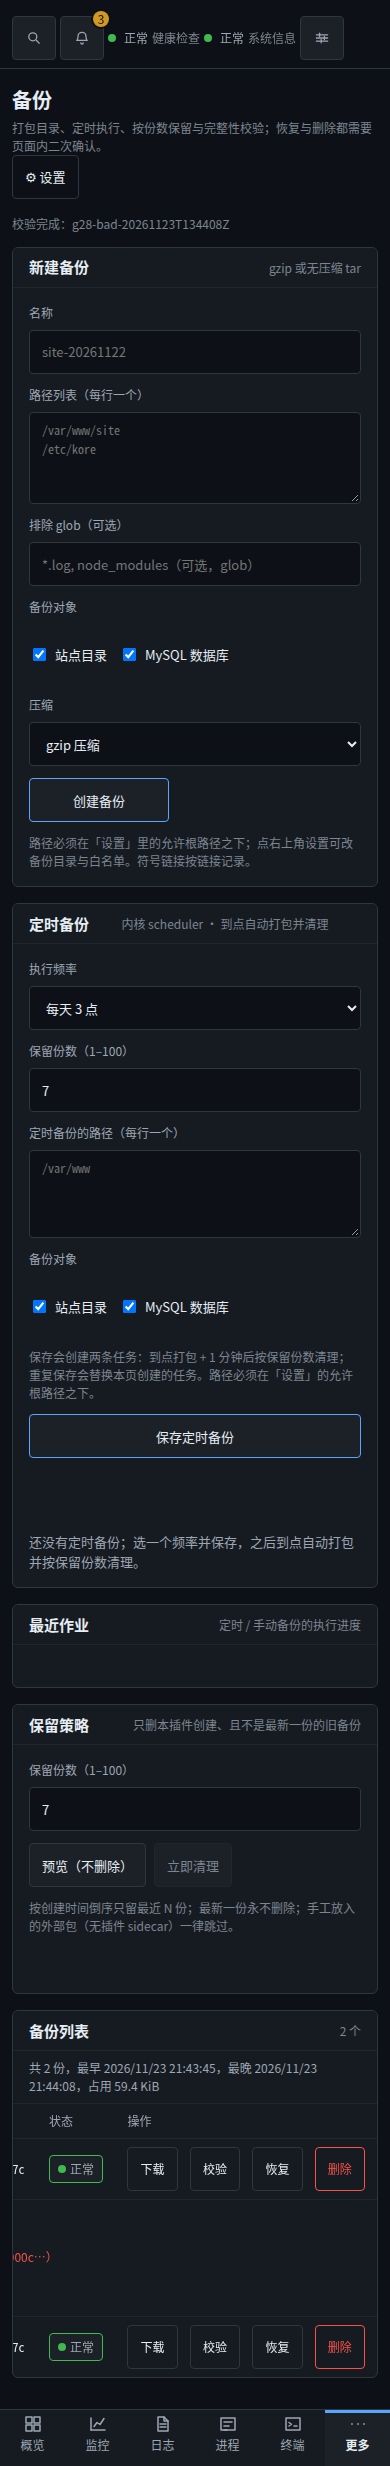 3
正常 健康检查 正常 系统信息
备份
打包目录、定时执行、按份数保留与完整性校验；恢复与删除都需要
页面内二次确认。
⚙ 设置
校验完成：g28-bad-20261123T134408Z
新建备份 gzip 或无压缩 tar
名称
site-20261122
路径列表（每行一个）
/var/www/site
/etc/kore
排除 glob（可选）
*.log, node_modules（可选，glob）
备份对象
站点目录 MySQL 数据库
压缩
gzip 压缩
创建备份
路径必须在「设置」里的允许根路径之下；点右上角设置可改
备份目录与白名单。符号链接按链接记录。
定时备份 内核 scheduler · 到点自动打包并清理
执行频率
每天 3 点
保留份数（1–100）
7
定时备份的路径（每行一个）
/var/www
备份对象
站点目录 MySQL 数据库
保存会创建两条任务：到点打包 + 1 分钟后按保留份数清理；
重复保存会替换本页创建的任务。路径必须在「设置」的允许
根路径之下。
保存定时备份
还没有定时备份；选一个频率并保存，之后到点自动打包
并按保留份数清理。
最近作业 定时 / 手动备份的执行进度
保留策略 只删本插件创建、且不是最新一份的旧备份
保留份数（1–100）
7
预览（不删除） 立即清理
按创建时间倒序只留最近 N 份；最新一份永不删除；手工放入
的外部包（无插件 sidecar）一律跳过。
备份列表 2 个
共 2 份，最早 2026/11/23 21:43:45，最晚 2026/11/23
21:44:08，占用 59.4 KiB
状态 操作
7c 正常 下载 校验 恢复 删除
00c…）
7c 正常 下载 校验 恢复 删除
概览 监控 日志 进程 终端 更多